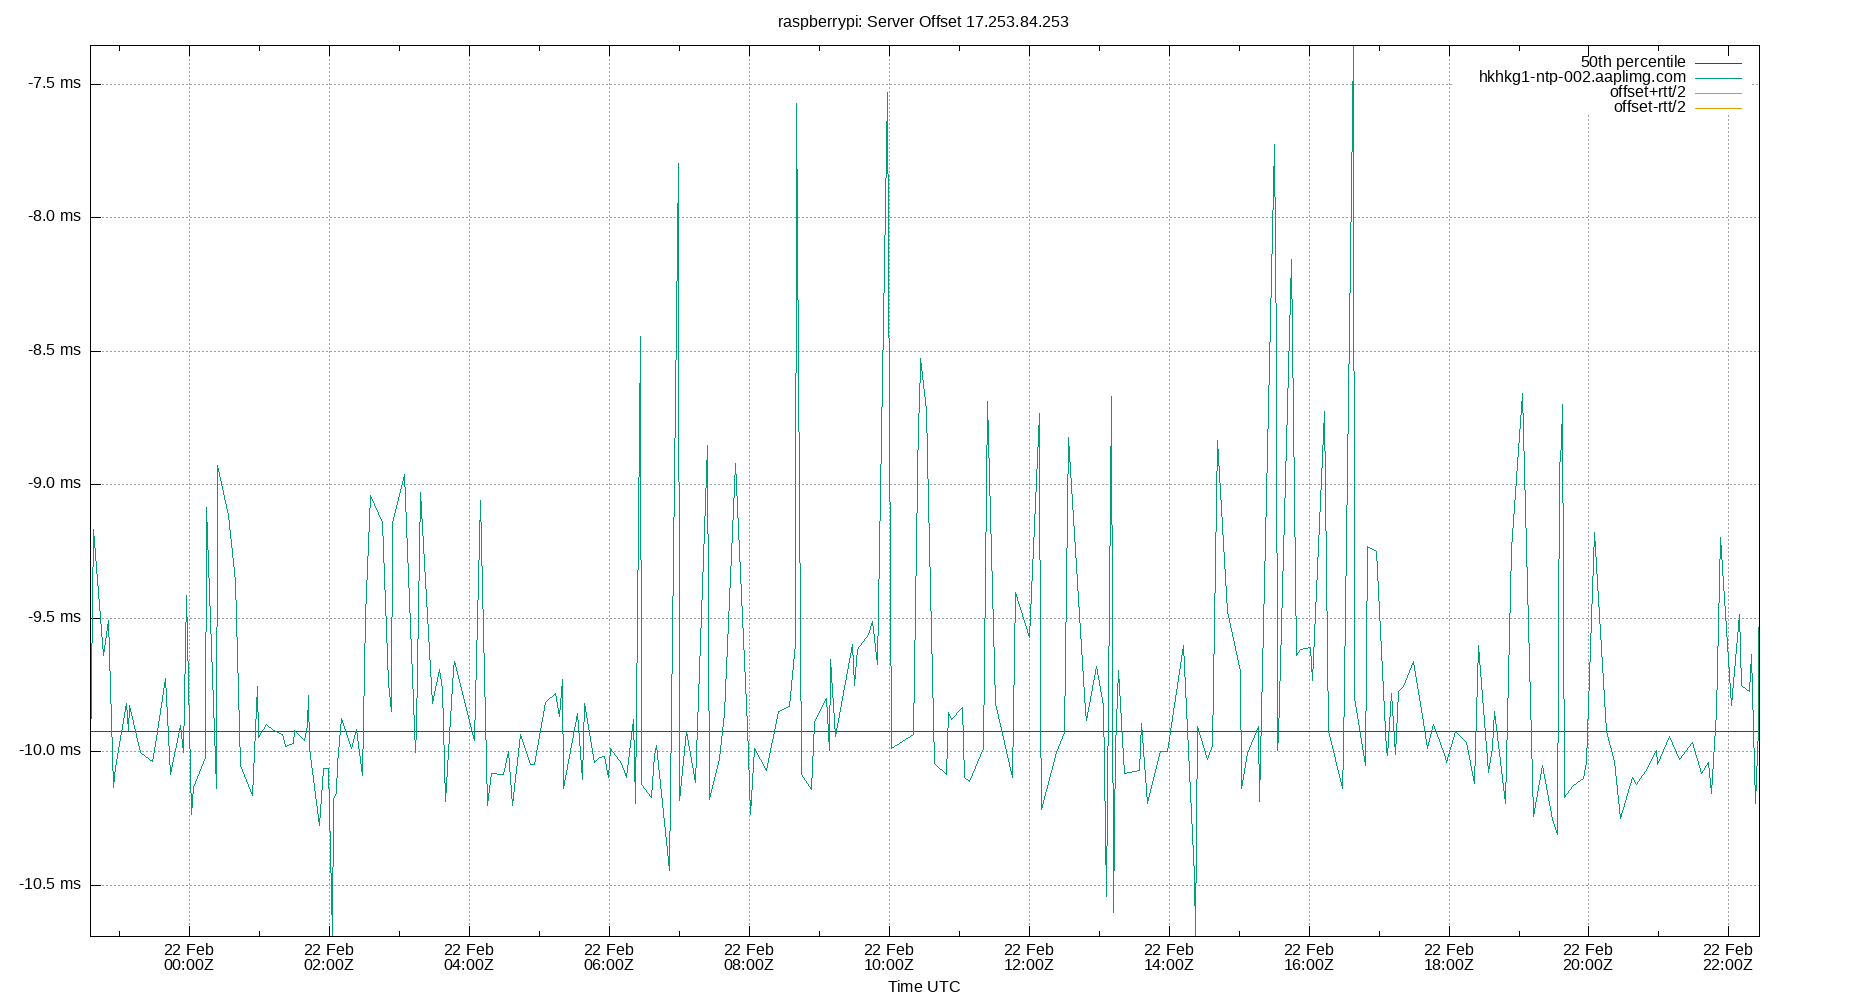 raspberrypi: Server Offset 17.253.84.253
50th percentile
hkhkg1-ntp-002.aaplimg.com
offset+rtt/2
offset-rtt/2
-7.5 ms
-8.0 ms
-8.5 ms
-9.0 ms
-9.5 ms
-10.0 ms
-10.5 ms
22 Feb 22 Feb 22 Feb 22 Feb 22 Feb 22 Feb 22 Feb 22 Feb 22 Feb 22 Feb 22 Feb 22 Feb
00:00Z 02:00Z 04:00Z 06:00Z 08:00Z 10:00Z 12:00Z 14:00Z 16:00Z 18:00Z 20:00Z 22:00Z
Time UTC